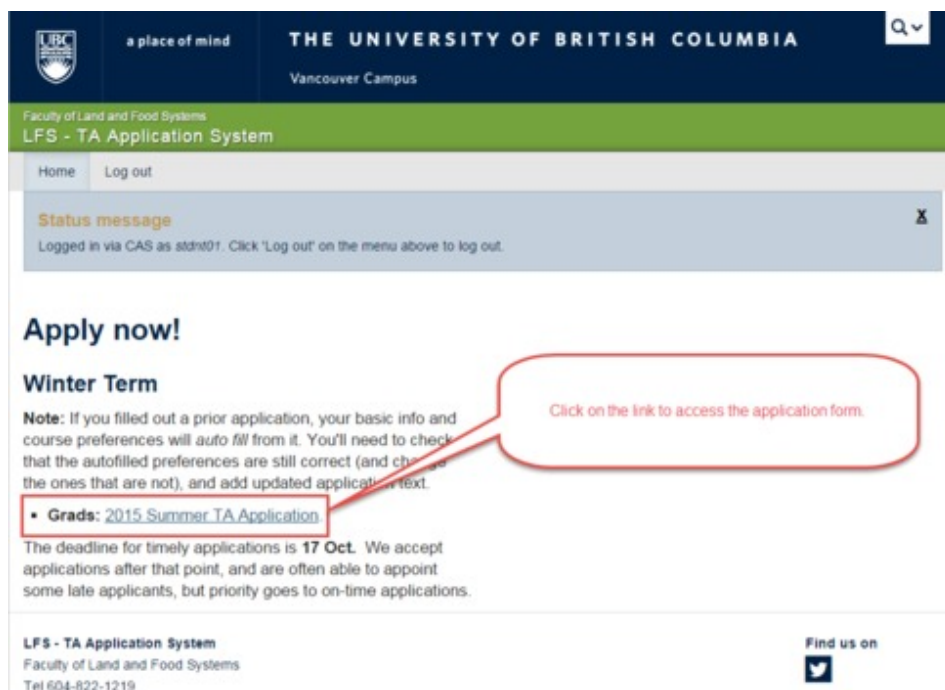 UBC
a place of mind
THE UNIVERSITY OF BRITISH COLUMBIA
Vancouver Campus
Faculty of Land and Food Systems
LFS - TA Application System
Home Log out
Status message
X
Logged in via CAS as stdnt01. Click 'Log out' on the menu above to log out.
Apply now!
Winter Term
Note: If you filled out a prior application, your basic info and
course preferences will auto fill from it. You'll need to check
that the autofilled preferences are still correct (and change
the ones that are not), and add updated application text.
• Grads: 2015 Summer TA Application.
Click on the link to access the application form.
The deadline for timely applications is 17 Oct. We accept
applications after that point, and are often able to appoint
some late applicants, but priority goes to on-time applications.
LFS - TA Application System
Faculty of Land and Food Systems
Tel 604-822-1219
Find us on